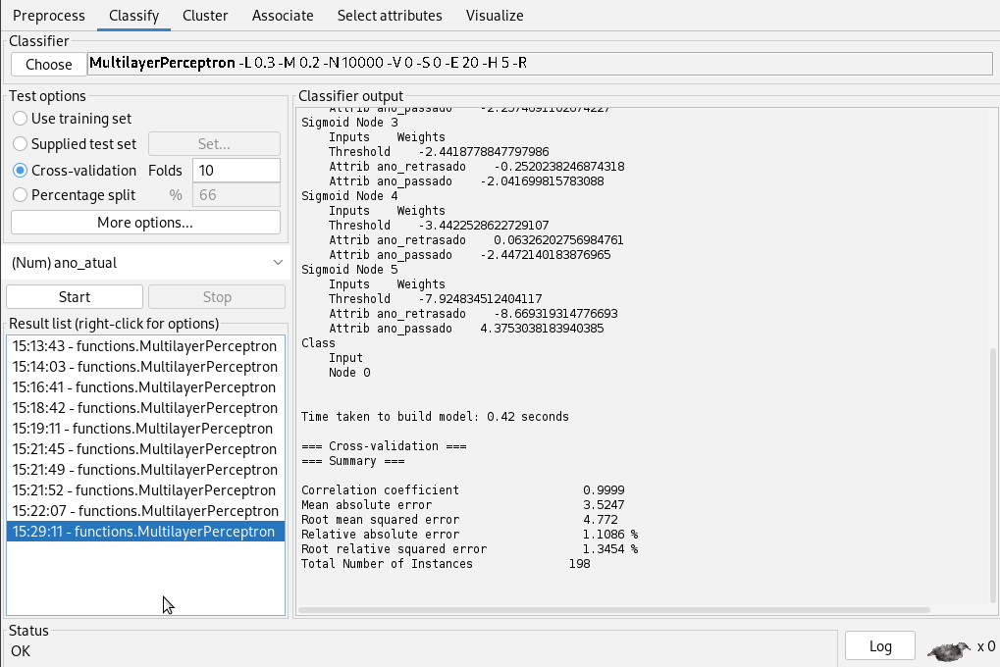 Preprocess Classify Cluster Associate Select attributes Visualize
Classifier
Choose MultilayerPerceptron -L 0.3 -M 0.2 -N 10000 -V 0 -S 0 -E 20 -H 5 -R
Test options
Use training set
Supplied test set Set...
Cross-validation Folds 10
Percentage split % 66
More options...
(Num) ano_atual
Start Stop
Result list (right-click for options)
15:13:43 - functions.MultilayerPerceptron
15:14:03 - functions.MultilayerPerceptron
15:16:41 - functions.MultilayerPerceptron
15:18:42 - functions.MultilayerPerceptron
15:19:11 - functions.MultilayerPerceptron
15:21:45 - functions.MultilayerPerceptron
15:21:49 - functions.MultilayerPerceptron
15:21:52 - functions.MultilayerPerceptron
15:22:07 - functions.MultilayerPerceptron
15:29:11 - functions.MultilayerPerceptron
Classifier output
Attrib ano_passado
Sigmoid Node 3
Inputs Weights
Threshold -2.4418778847797986
Attrib ano_retrasado -0.2520238246874318
Attrib ano_passado -2.041699815783088
Sigmoid Node 4
Inputs Weights
Threshold -3.4422528622729107
Attrib ano_retrasado 0.06326202756984761
Attrib ano_passado -2.4472140183876965
Sigmoid Node 5
Inputs Weights
Threshold -7.924834512404117
Attrib ano_retrasado -8.669319314776693
Attrib ano_passado 4.3753038183940385
Class
Input
Node 0
Time taken to build model: 0.42 seconds
=== Cross-validation ===
=== Summary ===
Correlation coefficient 0.9999
Mean absolute error 3.5247
Root mean squared error 4.772
Relative absolute error 1.1086 %
Root relative squared error 1.3454 %
Total Number of Instances 198
Status
OK
Log
x 0